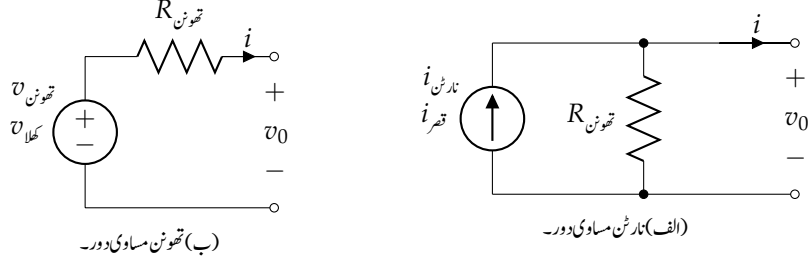 R تھونن
i
v تھونن
v کھلا
+
−
+
v0
−
(ب) تھونن مساوی دور۔
i
i نارٹن
i قصر
R تھونن
+
v0
−
(الف) نارٹن مساوی دور۔